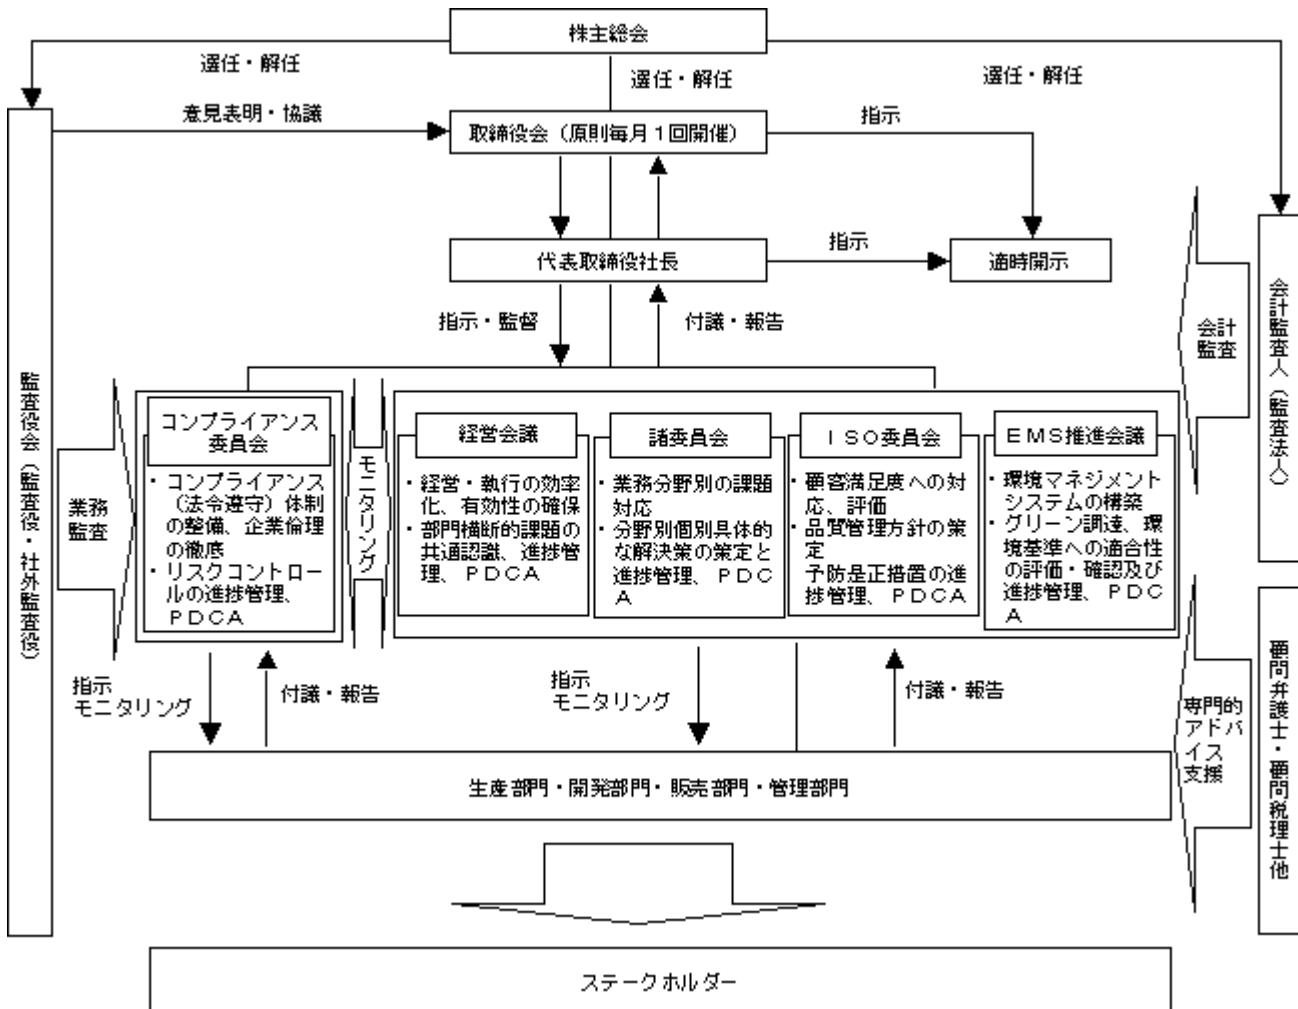 株主総会
選任・解任
選任・解任
選任・解任
意見表明・協議
取締役会（原則毎月１回開催）
指示
代表取締役社長
指示
適時開示
指示・監督
付議・報告
監査役会（監査役・社外監査役）
業務
監査
コンプライアンス
委員会
・コンプライアンス
（法令遵守）体制
の整備、企業倫理
の徹底
・リスクコントロー
ルの進捗管理、
ＰＤＣＡ
モニタリング
経営会議
・経営・執行の効率
化、有効性の確保
・部門横断的課題の
共通認識、進捗管
理、ＰＤＣＡ
諸委員会
・業務分野別の課題
対応
・分野別個別具体的
な解決策の策定と
進捗管理、ＰＤＣ
Ａ
ＩＳＯ委員会
・顧客満足度への対
応、評価
・品質管理方針の策
定
予防是正措置の進
捗管理、ＰＤＣＡ
ＥＭＳ推進会議
・環境マネジメント
システムの構築
・グリーン調達、環
境基準への適合性
の評価・確認及び
進捗管理、ＰＤＣ
Ａ
会計
監査
会計監査人（監査法人）
指示
モニタリング
付議・報告
指示
モニタリング
付議・報告
専門的
アドバ
イス
支援
顧問弁護士・顧問税理士他
生産部門・開発部門・販売部門・管理部門
ステークホルダー